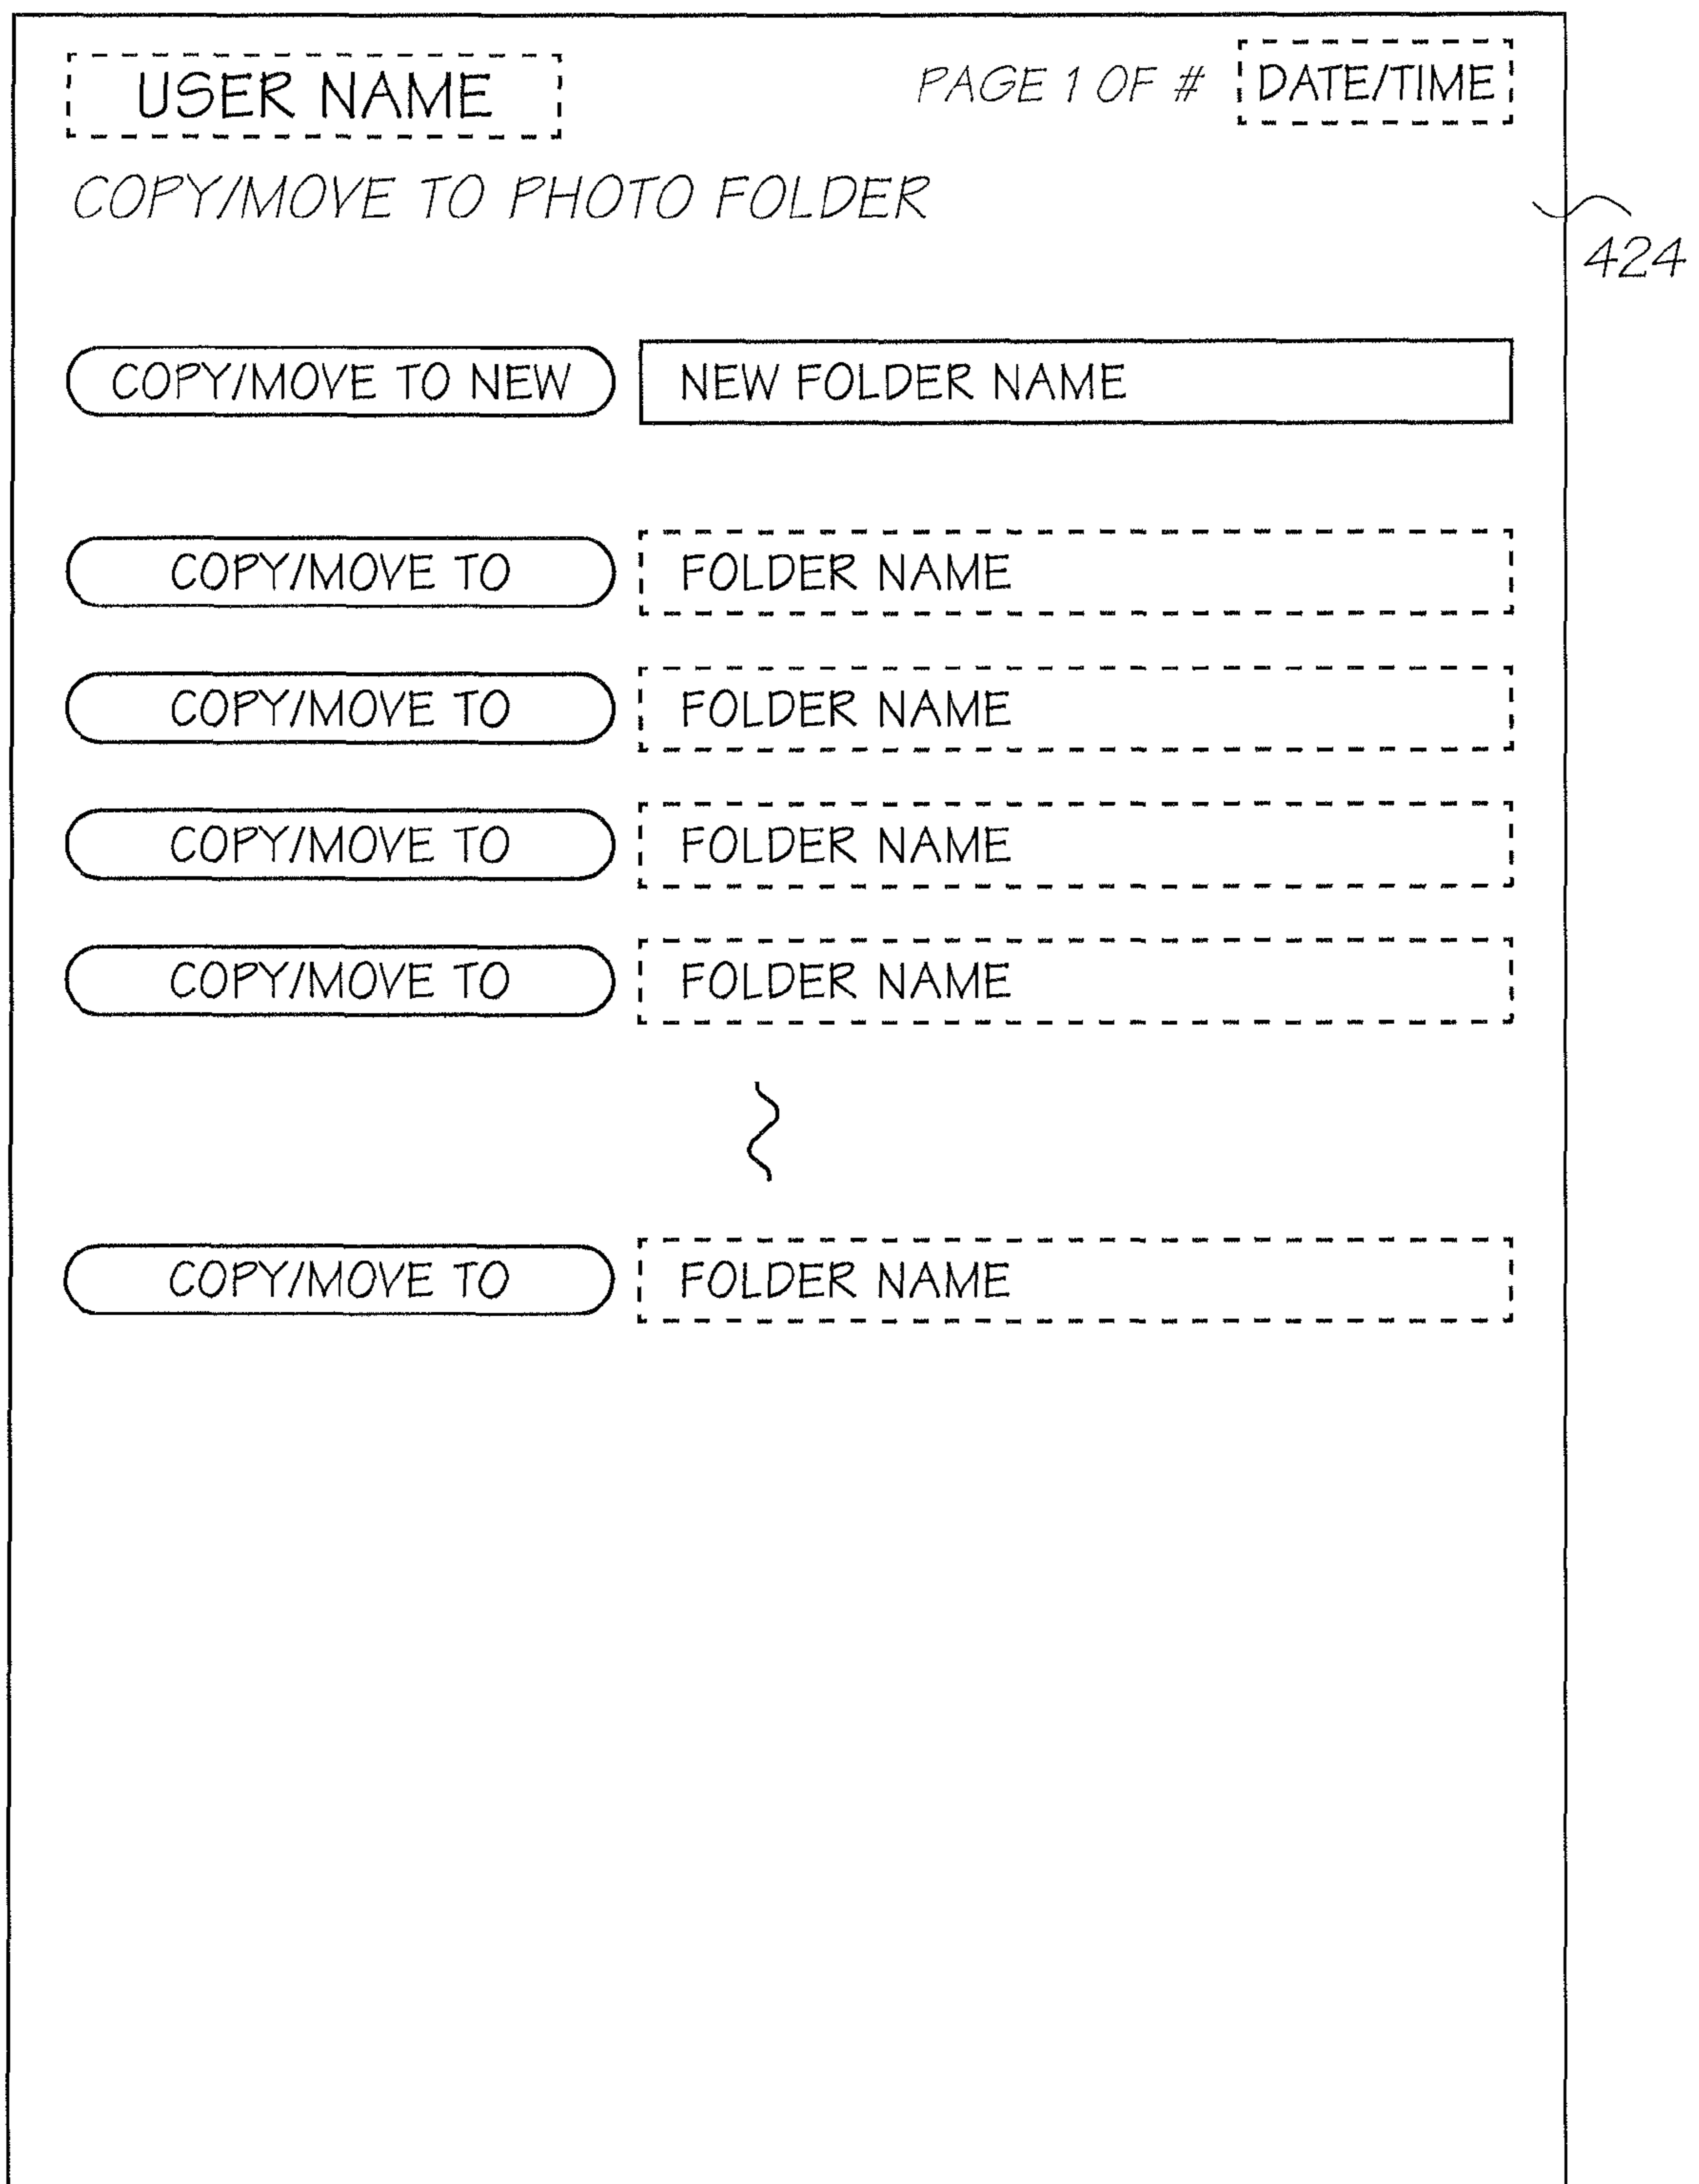 USER NAME PAGE 1 OF # DATE/TIME
COPY/MOVE TO PHOTO FOLDER
424
COPY/MOVE TO NEW NEW FOLDER NAME
COPY/MOVE TO FOLDER NAME
COPY/MOVE TO FOLDER NAME
COPY/MOVE TO FOLDER NAME
COPY/MOVE TO FOLDER NAME
COPY/MOVE TO FOLDER NAME